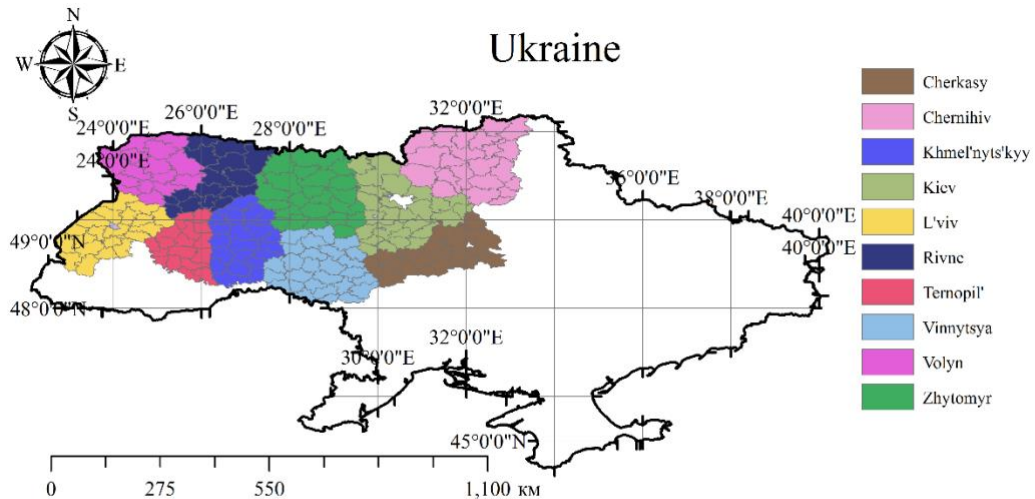 N
Ukraine
W
E
S
32°0'0"E
26°0'0"E
24°0'0"E
28°0'0"E
24°0'0"E
36°0'0"E
38°0'0"E
40°0'0"E
49°0'0"N
40°0'0"E
48°0'0"N
32°0'0"E
30°0'0"E
45°0'0"N
Cherkasy
Chernihiv
Khmel'nyts'kyy
Kiev
L'viv
Rivne
Ternopil'
Vinnytsya
Volyn
Zhytomyr
0 275 550 1,100 км